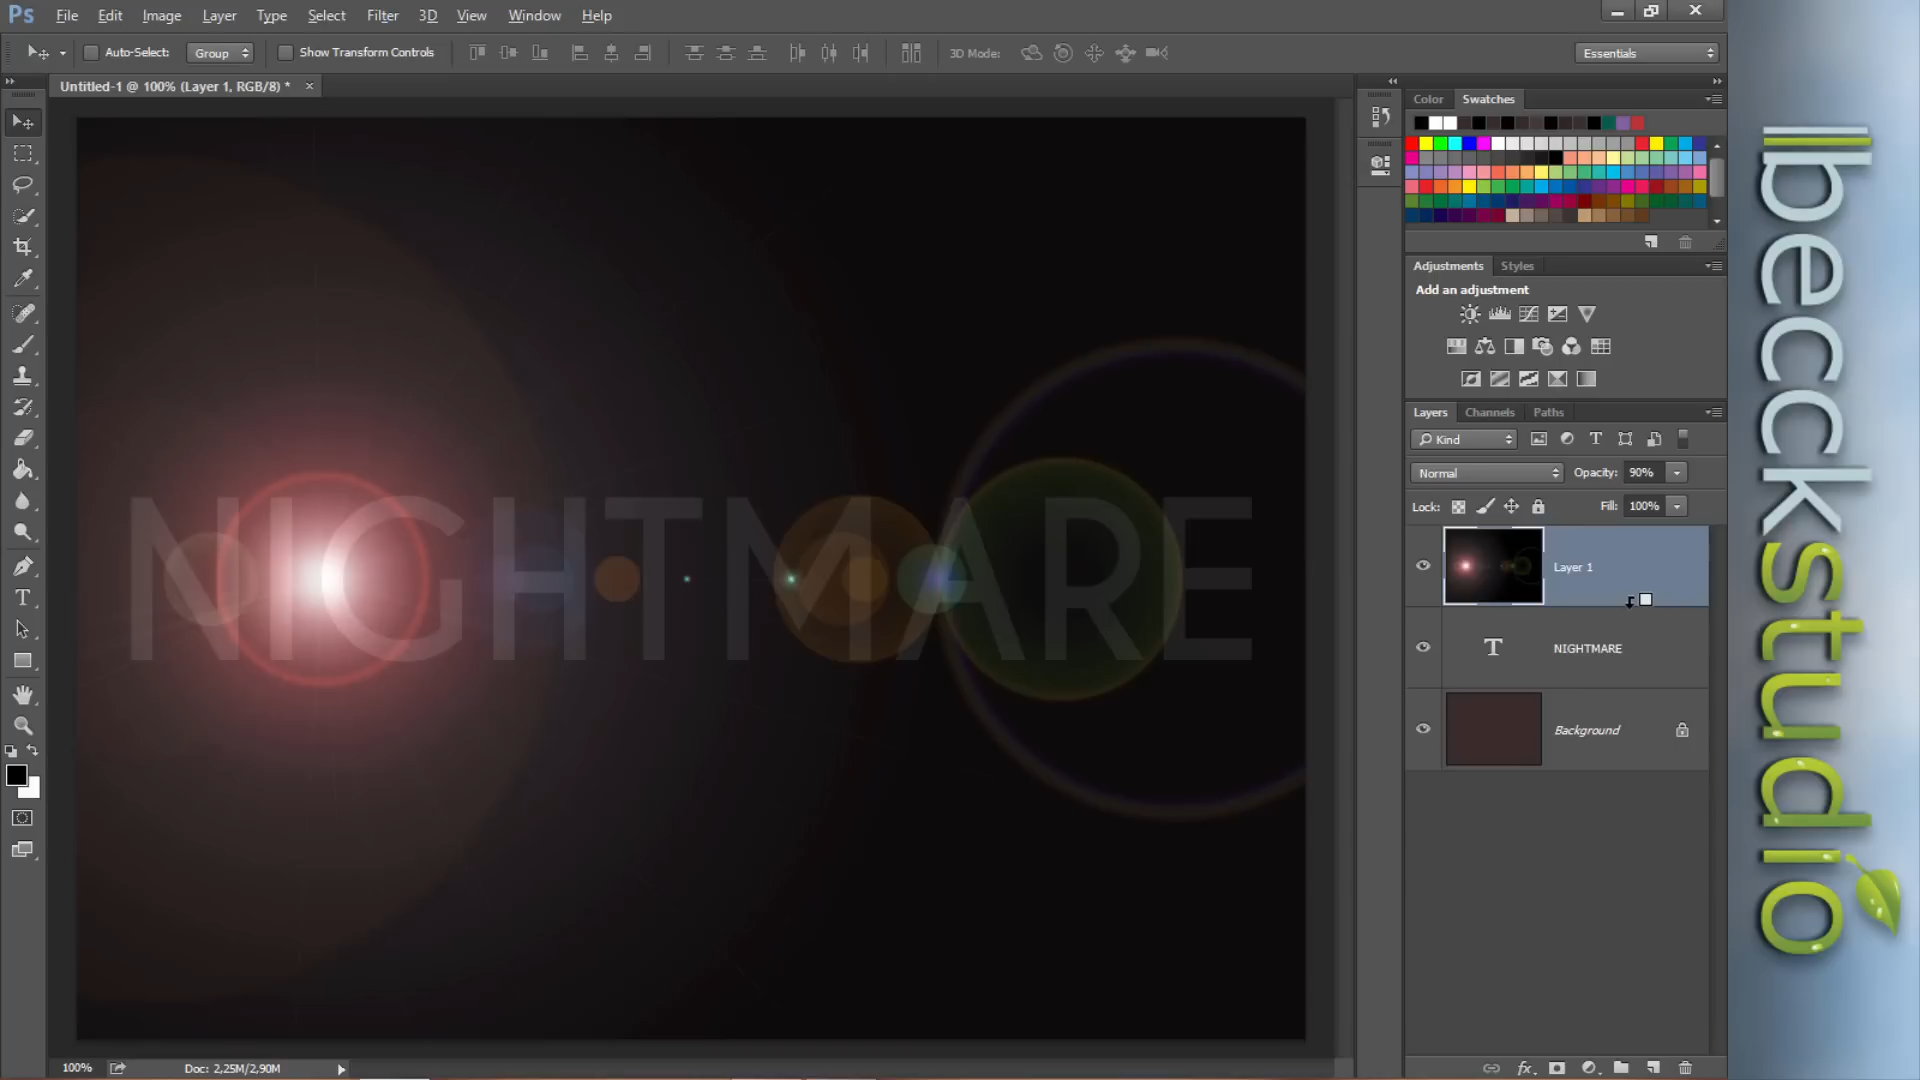 Ps File Edit Image Layer Type Select Filter 3D View Window Help
Auto-Select: Group Show Transform Controls 3D Mode: Essentials
Untitled-1 @ 100% (Layer 1, RGB/8) *
Color Swatches
Adjustments Styles
Add an adjustment
Layers Channels Paths
Kind
Normal Opacity: 90%
Lock: Fill: 100%
Layer 1
NIGHTMARE
Background
NIGHTMARE
100% Doc: 2,25M/2,90M
fx
lbeckstudio